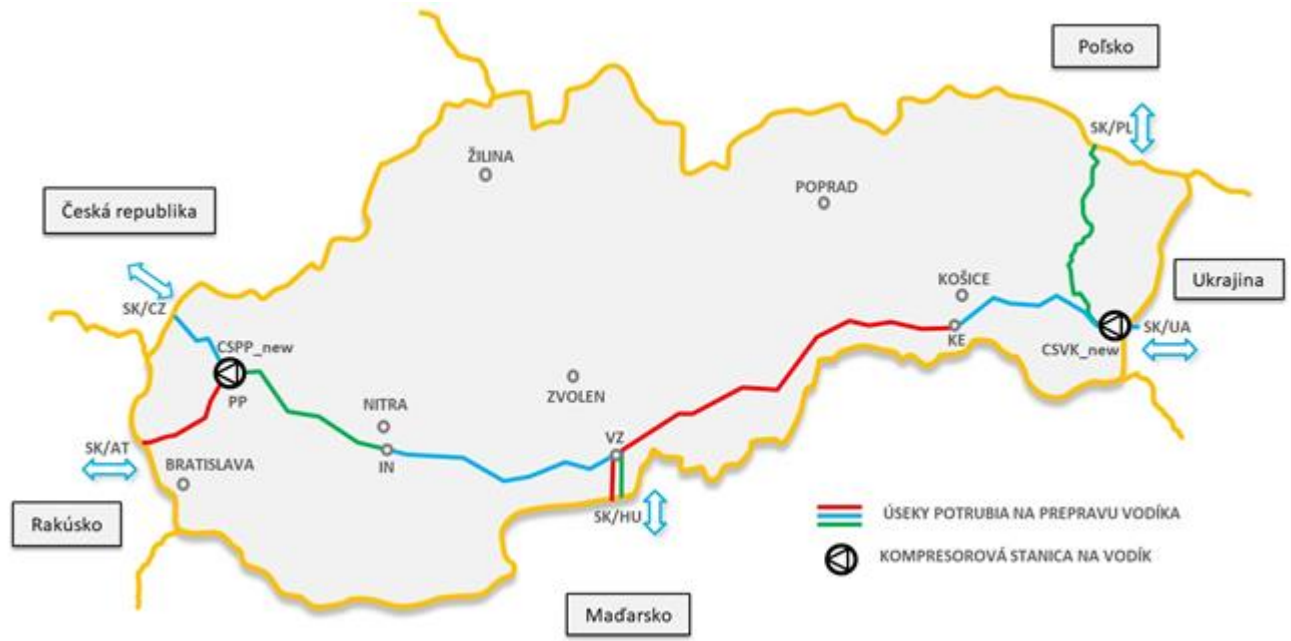 Poľsko
SK/PL
ŽILINA
POPRAD
Česká republika
KOŠICE
Ukrajina
SK/CZ
CSPP_new
KE
CSVK_new
SK/UA
PP
NITRA
ZVOLEN
VZ
SK/AT
BRATISLAVA
IN
Rakúsko
SK/HU
ÚSEKY POTRUBIA NA PREPRAVU VODÍKA
KOMPRESOROVÁ STANICA NA VODÍK
Maďarsko